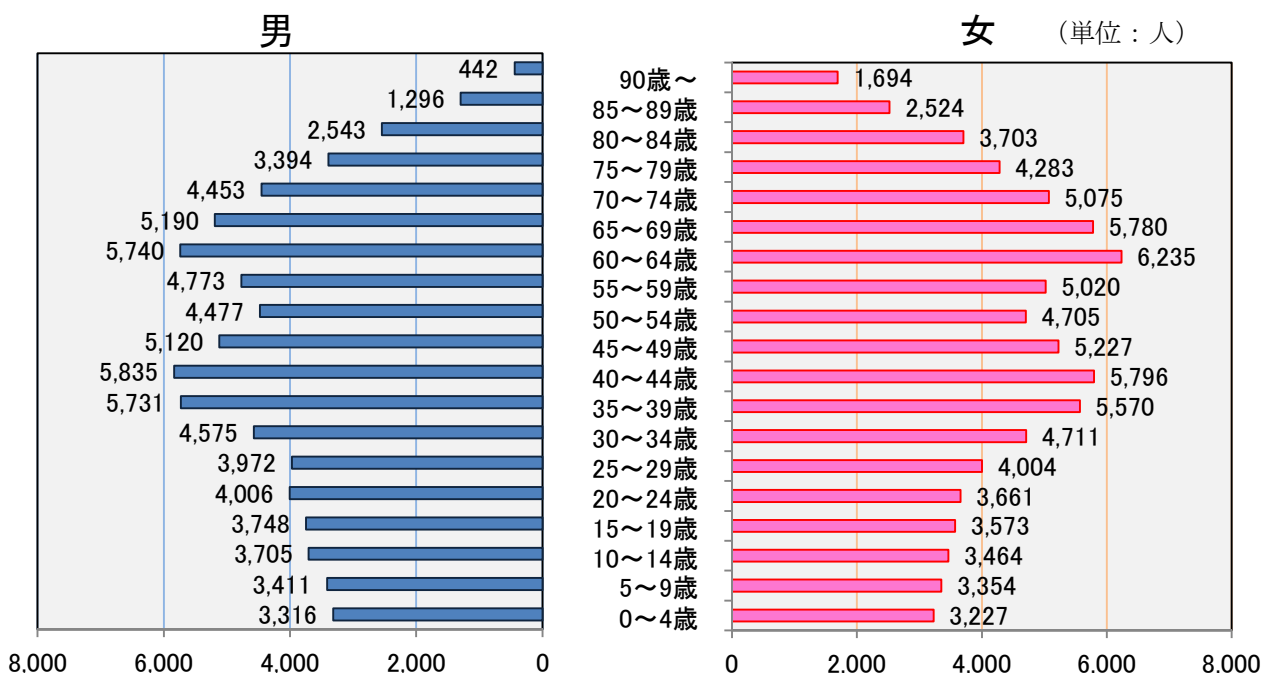 男 女 （単位：人）
442 90歳～ 1,694
1,296 85～89歳 2,524
2,543 80～84歳 3,703
3,394 75～79歳 4,283
4,453 70～74歳 5,075
5,190 65～69歳 5,780
5,740 60～64歳 6,235
4,773 55～59歳 5,020
4,477 50～54歳 4,705
5,120 45～49歳 5,227
5,835 40～44歳 5,796
5,731 35～39歳 5,570
4,575 30～34歳 4,711
3,972 25～29歳 4,004
4,006 20～24歳 3,661
3,748 15～19歳 3,573
3,705 10～14歳 3,464
3,411 5～9歳 3,354
3,316 0～4歳 3,227
8,000 6,000 4,000 2,000 0 0 2,000 4,000 6,000 8,000